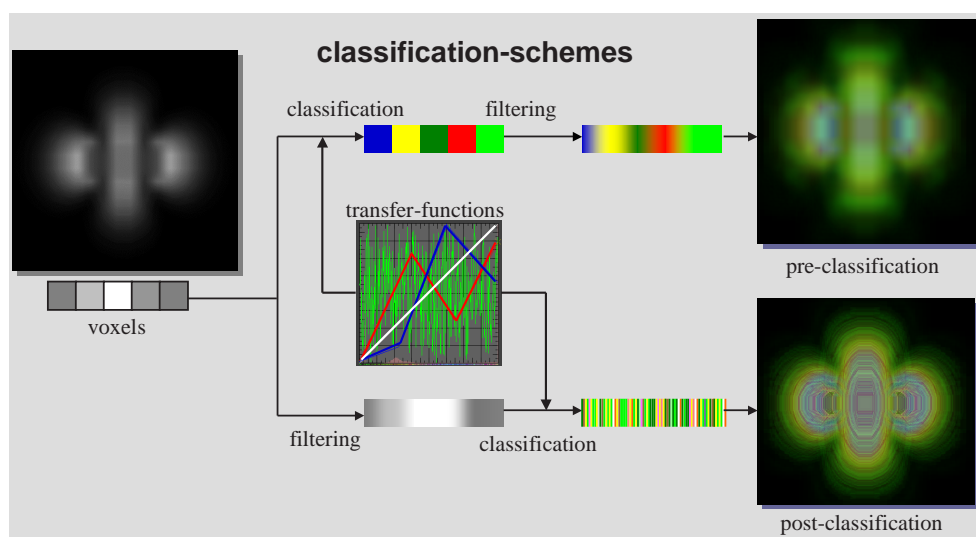 classification-schemes
classification
filtering
transfer-functions
voxels
pre-classification
filtering
classification
post-classification